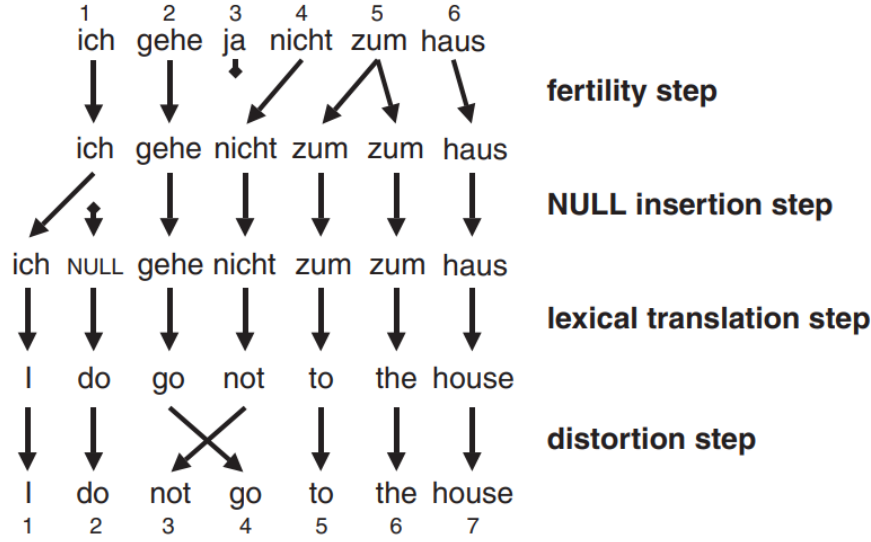 1 2 3 4 5 6
ich gehe ja nicht zum haus
fertility step
ich gehe nicht zum zum haus
NULL insertion step
ich NULL gehe nicht zum zum haus
lexical translation step
I do go not to the house
distortion step
I do not go to the house
1 2 3 4 5 6 7